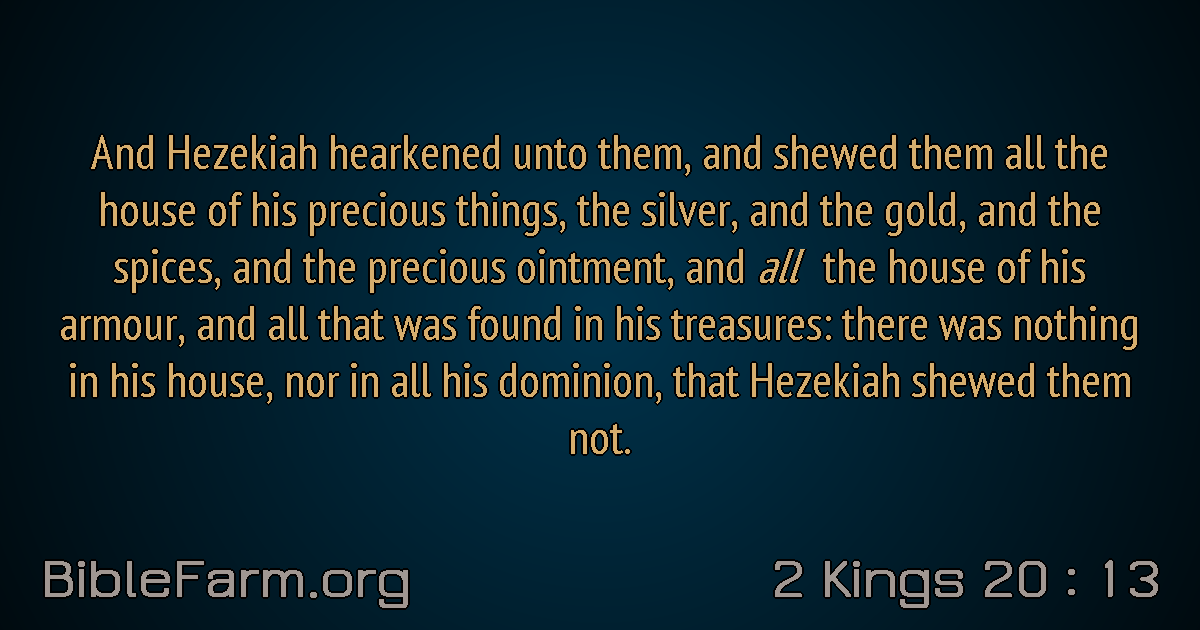 And Hezekiah hearkened unto them, and shewed them all the
house of his precious things, the silver, and the gold, and the
spices, and the precious ointment, and all the house of his
armour, and all that was found in his treasures: there was nothing
in his house, nor in all his dominion, that Hezekiah shewed them
not.
BibleFarm.org
2 Kings 20 : 13